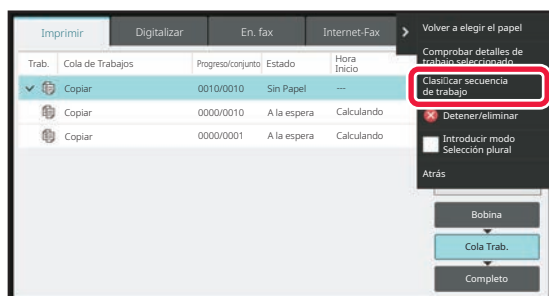 Imprimir Digitalizar En. fax Internet-Fax
Trab. Cola de Trabajos Progreso/conjunto Estado Hora Inicio
Copiar 0010/0010 Sin Papel ---
Copiar 0000/0010 A la espera Calculando
Copiar 0000/0001 A la espera Calculando
Volver a elegir el papel
Comprobar detalles de
trabajo seleccionado
Clasi�car secuencia
de trabajo
Detener/eliminar
Introducir modo
Selección plural
Atrás
Bobina
Cola Trab.
Completo